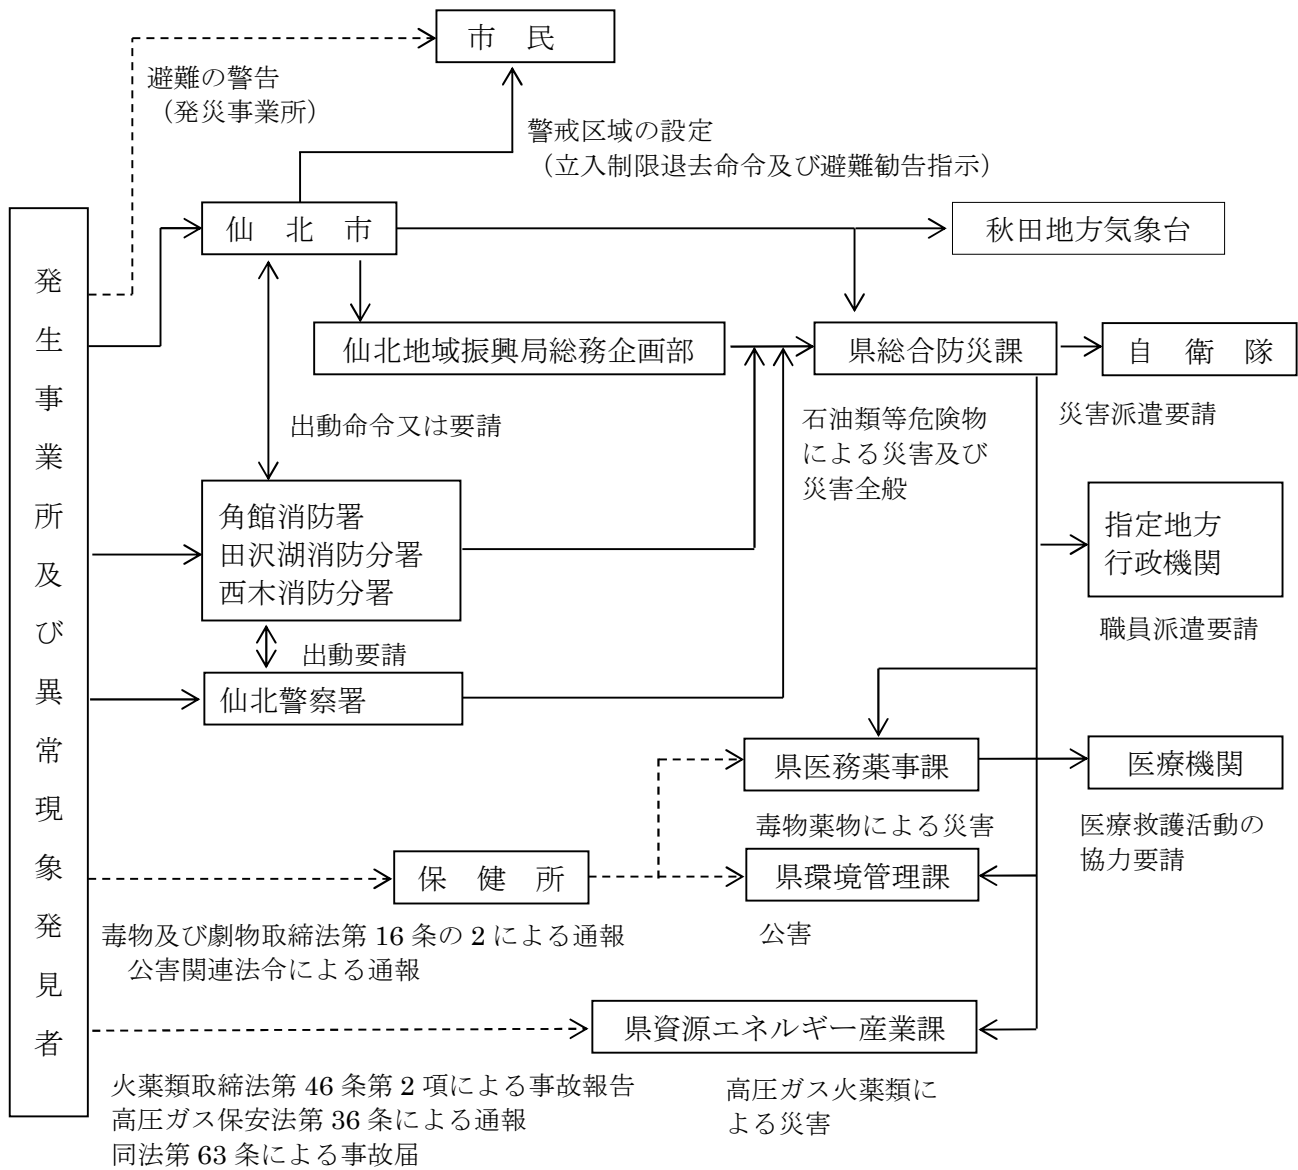 市　民
避難の警告
（発災事業所）
警戒区域の設定
（立入制限退去命令及び避難勧告指示）
発生事業所及び異常現象発見者
仙　北　市
秋田地方気象台
仙北地域振興局総務企画部
県総合防災課
自　衛　隊
出動命令又は要請
石油類等危険物
による災害及び
災害全般
災害派遣要請
角館消防署
田沢湖消防分署
西木消防分署
指定地方
行政機関
職員派遣要請
出動要請
仙北警察署
県医務薬事課
医療機関
毒物薬物による災害
医療救護活動の
協力要請
保　健　所
県環境管理課
毒物及び劇物取締法第 16 条の 2 による通報
公害関連法令による通報
公害
県資源エネルギー産業課
火薬類取締法第 46 条第 2 項による事故報告
高圧ガス保安法第 36 条による通報
同法第 63 条による事故届
高圧ガス火薬類に
よる災害